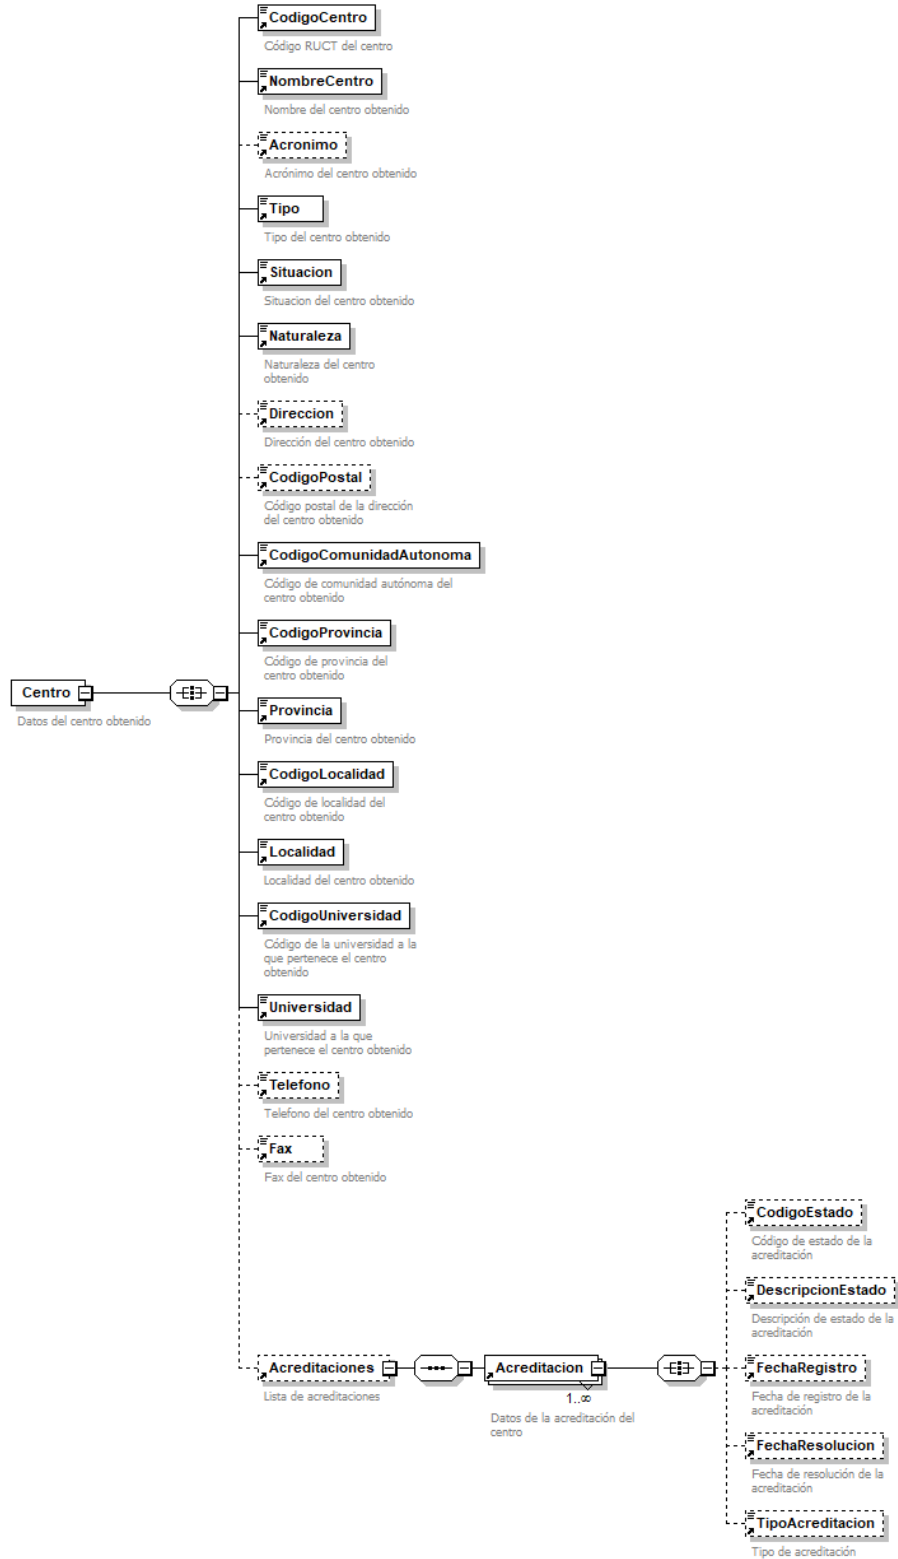 CodigoCentro
Código RUCT del centro
NombreCentro
Nombre del centro obtenido
Acronimo
Acrónimo del centro obtenido
Tipo
Tipo del centro obtenido
Situacion
Situacion del centro obtenido
Naturaleza
Naturaleza del centro
obtenido
Direccion
Dirección del centro obtenido
CodigoPostal
Código postal de la dirección
del centro obtenido
CodigoComunidadAutonoma
Código de comunidad autónoma del
centro obtenido
CodigoProvincia
Código de provincia del
centro obtenido
Centro
Datos del centro obtenido
Provincia
Provincia del centro obtenido
CodigoLocalidad
Código de localidad del
centro obtenido
Localidad
Localidad del centro obtenido
CodigoUniversidad
Código de la universidad a la
que pertenece el centro
obtenido
Universidad
Universidad a la que
pertenece el centro obtenido
Telefono
Telefono del centro obtenido
Fax
Fax del centro obtenido
Acreditaciones
Lista de acreditaciones
Acreditacion
1..∞
Datos de la acreditación del
centro
CodigoEstado
Código de estado de la
acreditación
DescripcionEstado
Descripción de estado de la
acreditación
FechaRegistro
Fecha de registro de la
acreditación
FechaResolucion
Fecha de resolución de la
acreditación
TipoAcreditacion
Tipo de acreditación